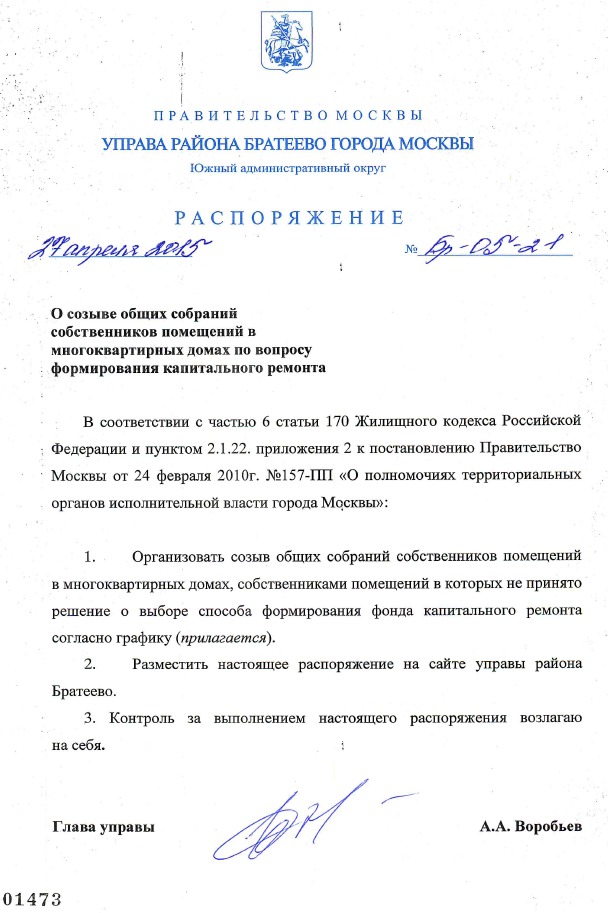 ПРАВИТЕЛЬСТВО МОСКВЫ
УПРАВА РАЙОНА БРАТЕЕВО ГОРОДА МОСКВЫ
Южный административный округ
РАСПОРЯЖЕНИЕ
27 апреля 2015 № Бр-05-21
О созыве общих собраний
собственников помещений в
многоквартирных домах по вопросу
формирования капитального ремонта
В соответствии с частью 6 статьи 170 Жилищного кодекса Российской
Федерации и пунктом 2.1.22. приложения 2 к постановлению Правительство
Москвы от 24 февраля 2010г. №157-ПП «О полномочиях территориальных
органов исполнительной власти города Москвы»:
1. Организовать созыв общих собраний собственников помещений
в многоквартирных домах, собственниками помещений в которых не принято
решение о выборе способа формирования фонда капитального ремонта
согласно графику (прилагается).
2. Разместить настоящее распоряжение на сайте управы района
Братеево.
3. Контроль за выполнением настоящего распоряжения возлагаю
на себя.
Глава управы А.А. Воробьев
01473